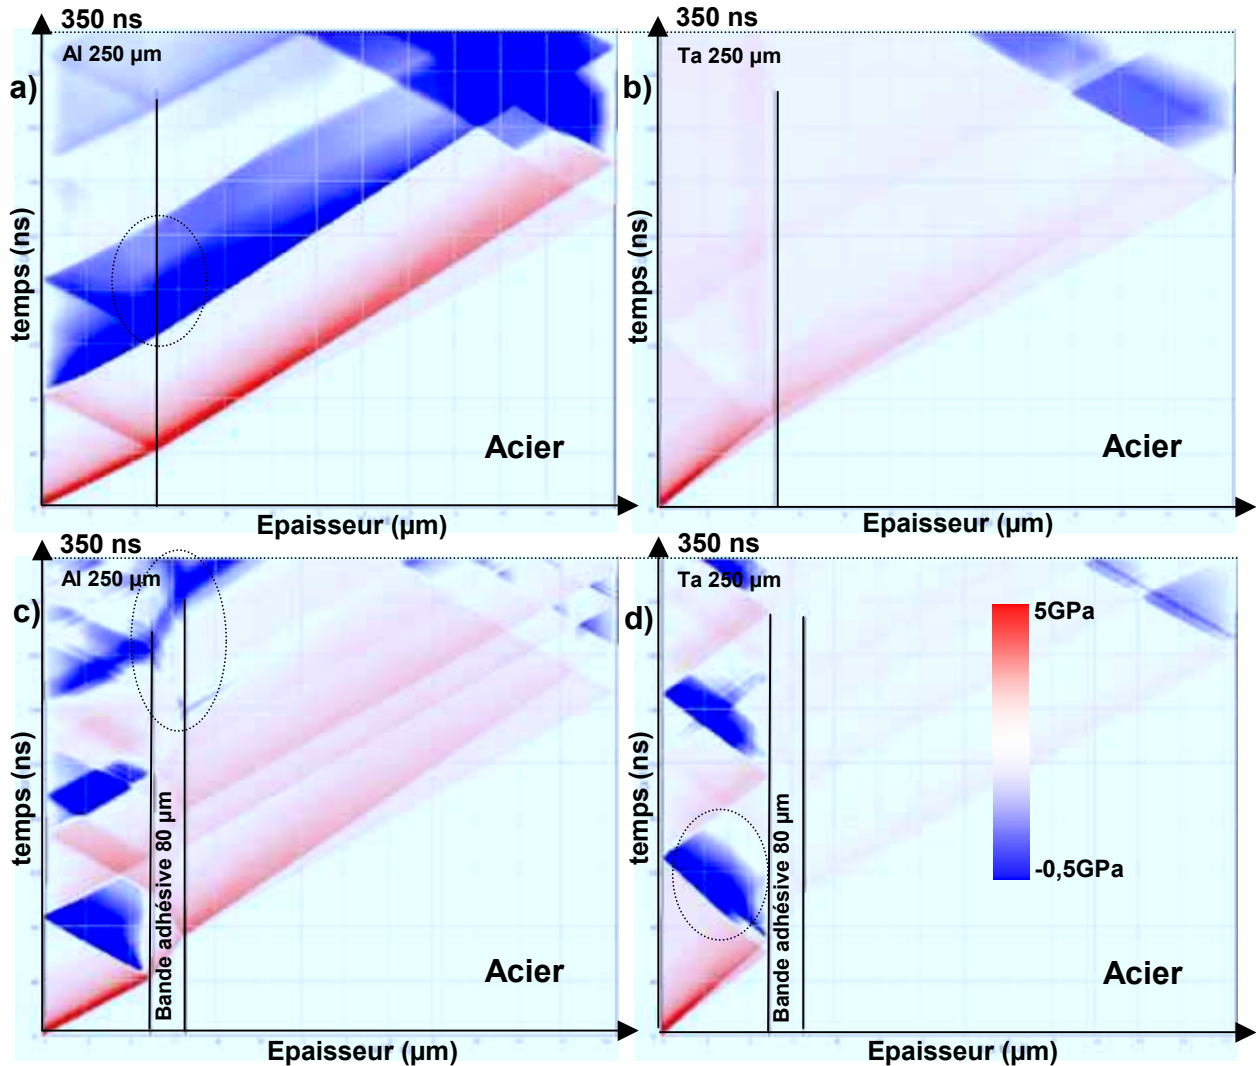 350 ns
Al 250 µm
a)
temps (ns)
Acier
Epaisseur (µm)
350 ns
Ta 250 µm
b)
temps (ns)
Acier
Epaisseur (µm)
350 ns
Al 250 µm
c)
temps (ns)
Bande adhésive 80 µm
Acier
Epaisseur (µm)
350 ns
Ta 250 µm
d)
5GPa
-0,5GPa
temps (ns)
Bande adhésive 80 µm
Acier
Epaisseur (µm)